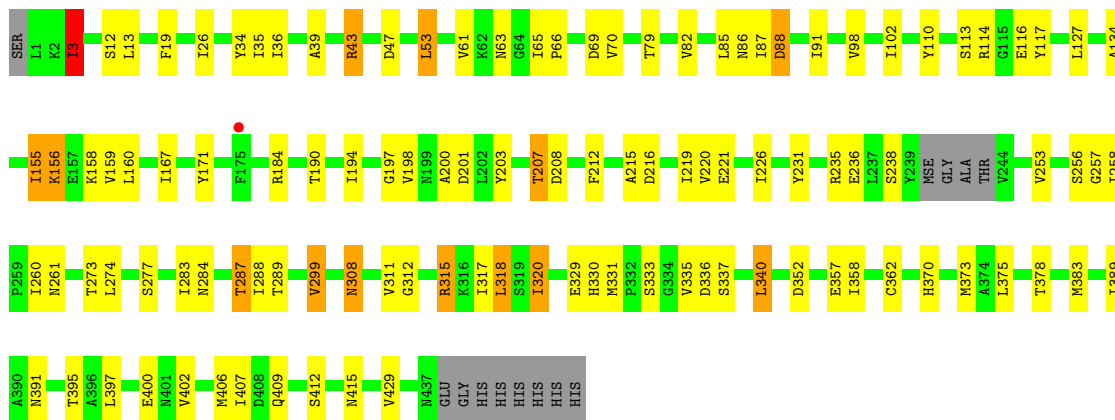 SER L1 K2 I3 S12 L13 F19 I26 Y34 I35 I36 A39 R43 D47 L53 V61 K62 N63 G64 I65 P66 D69 V70 T79 V82 L85 N86 I87 D88 I91 V98 I102 Y110 S113 R114 G115 E116 Y117 L127 A134
I155 K156 E157 K158 V159 L160 I167 Y171 F175 R184 T190 I194 G197 V198 N199 A200 D201 L202 Y203 T207 D208 F212 A215 D216 I219 V220 E221 I226 Y231 R235 E236 L237 S238 Y239 MSE GLY ALA THR V244 V253 S256 G257
P259 I260 N261 T273 L274 S277 I283 N284 T287 I288 T289 V299 N308 V311 G312 R315 K316 I317 L318 S319 I320 E329 H330 M331 P332 S333 G334 V335 D336 S337 L340 D352 E357 I358 C362 H370 M373 A374 L375 T378 M383
A390 N391 T395 A396 L397 E400 N401 V402 M406 I407 D408 Q409 S412 N415 V429 N437 GLU GLY HIS HIS HIS HIS HIS HIS